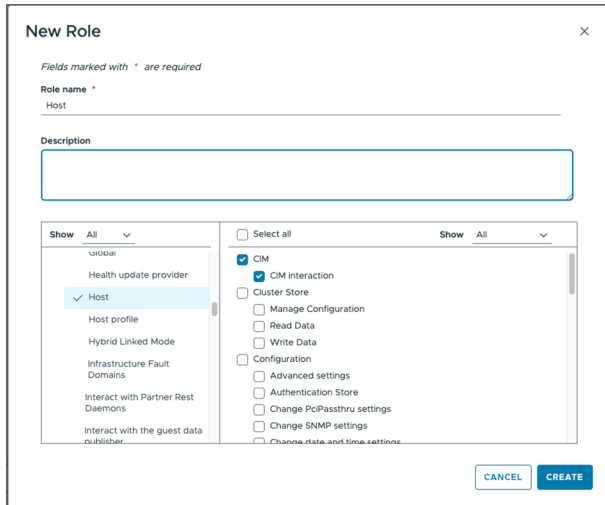 New Role
Fields marked with * are required
Role name *
Host
Description
Show All
Global
Health update provider
Host
Host profile
Hybrid Linked Mode
Infrastructure Fault
Domains
Interact with Partner Rest
Daemons
Interact with the guest data
publisher
Select all
Show All
CIM
CIM interaction
Cluster Store
Manage Configuration
Read Data
Write Data
Configuration
Advanced settings
Authentication Store
Change PciPassthru settings
Change SNMP settings
Change date and time settings
CANCEL
CREATE